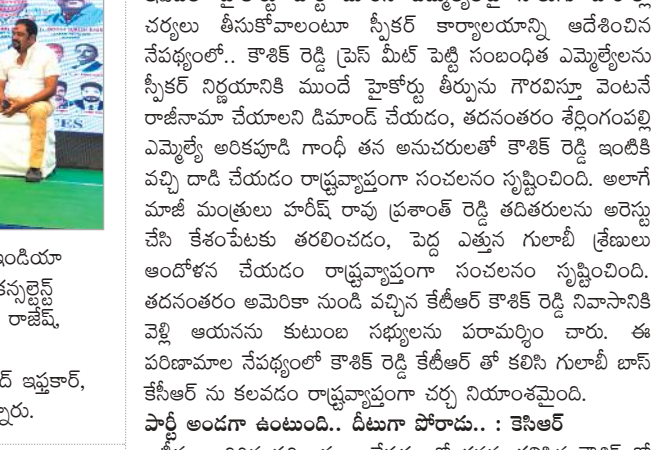 చర్యలు తీసుకోవాలంటూ స్పీకర్ కార్యాలయాన్ని ఆదేశించిన
నేపథ్యంలో.. కౌశిక్ రెడ్డి ప్రెస్ మీట్ పెట్టి సంబంధిత ఎమ్మెల్యేలను
స్పీకర్ నిర్ణయానికి ముందే హైకోర్టు తీర్పును గౌరవిస్తూ వెంటనే
రాజీనామా చేయాలని డిమాండ్ చేయడం, తదనంతరం శేర్లింగంపల్లి
ఎమ్మెల్యే అరికపూడి గాంధీ తన అనుచరులతో కౌశిక్ రెడ్డి ఇంటికి
వచ్చి దాడి చేయడం రాష్ట్రవ్యాప్తంగా సంచలనం సృష్టించింది. అలాగే
మాజీ మంత్రులు హరీష్ రావు ప్రశాంత్ రెడ్డి తదితరులను అరెస్టు
చేసి కేశంపేటకు తరలించడం, పెద్ద ఎత్తున గులాబీ శ్రేణులు
ఆందోళన చేయడం రాష్ట్రవ్యాప్తంగా సంచలనం సృష్టించింది.
తదనంతరం అమెరికా నుండి వచ్చిన కేటీఆర్ కౌశిక్ రెడ్డి నివాసానికి
వెళ్లి ఆయనను కుటుంబ సభ్యులను పరామర్శిం చారు. ఈ
పరిణామాల నేపథ్యంలో కౌశిక్ రెడ్డి కేటీఆర్ తో కలిసి గులాబీ బాస్
కేసీఆర్ ను కలవడం రాష్ట్రవ్యాప్తంగా చర్చ నియాంశమైంది.
పార్టీ అండగా ఉంటుంది.. దీటుగా పోరాడు.. : కెసిఆర్
ఇండియా
కన్సల్టెన్ట్
రాజేష్,
ఇఫ్తకార్,